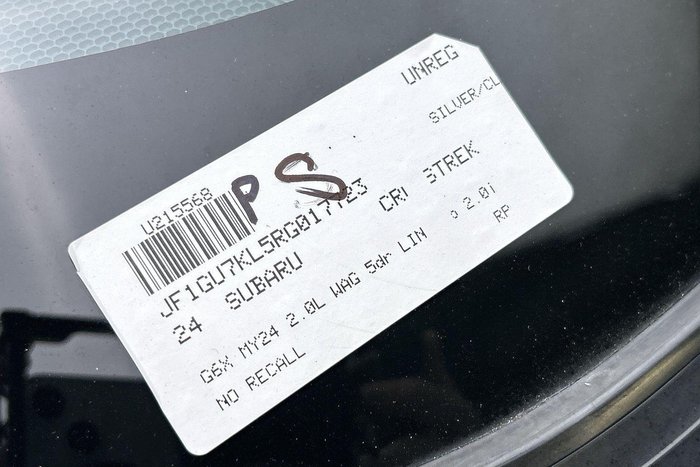 UNREG
SILVER/CL
U215568
PS
JF1GU7KL5RG017723
24 SUBARU CR STREK
G6X MY24 2.0L WAG 5dr LIN 2.0i
NO RECALL RP